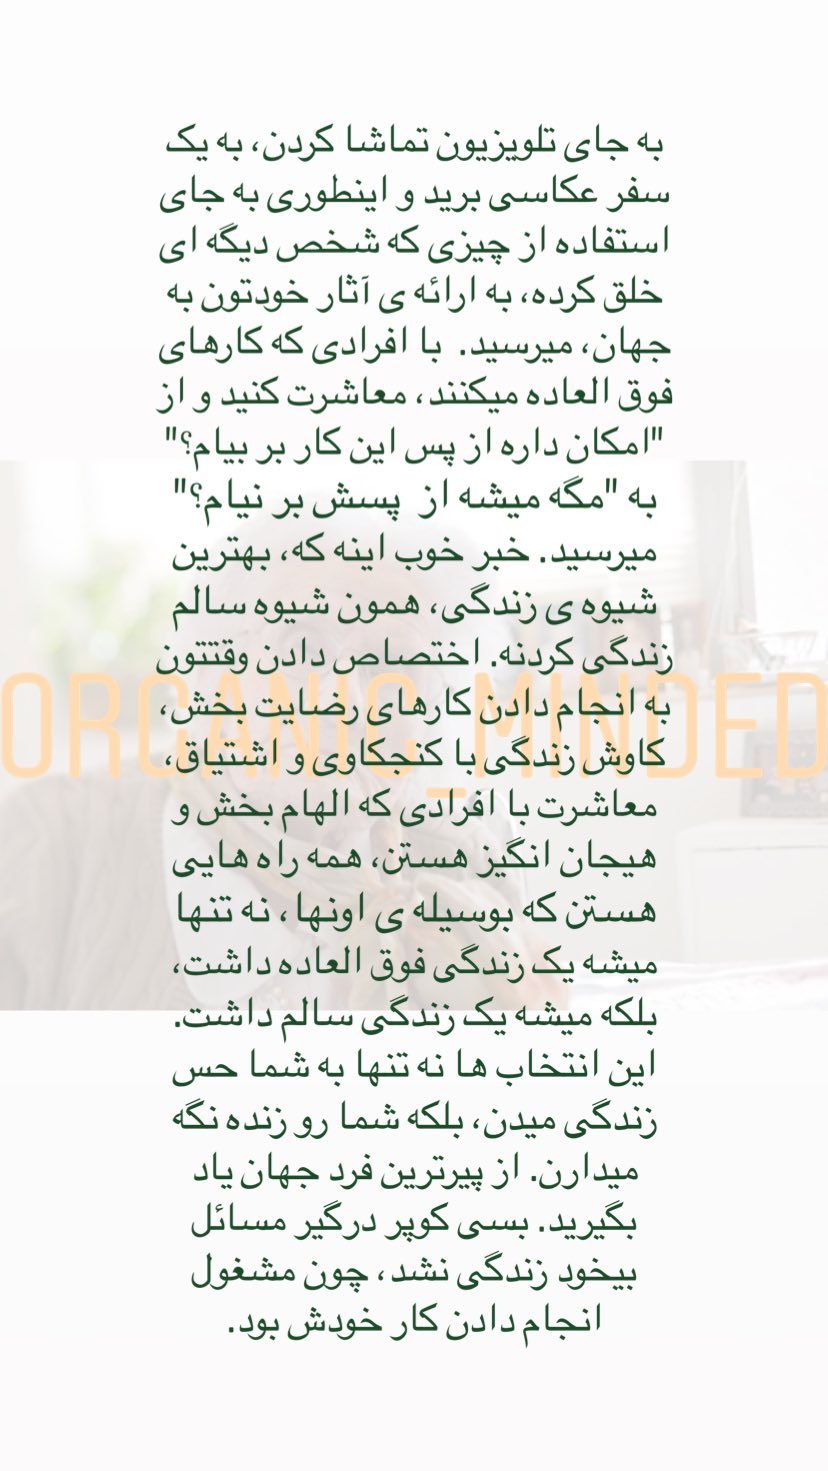 به جای تلویزیون تماشا کردن، به یک
سفر عکاسی برید و اینطوری به جای
استفاده از چیزی که شخص دیگه ای
خلق کرده، به ارائه ی آثار خودتون به
جهان، میرسید. با افرادی که کارهای
فوق العاده میکنند، معاشرت کنید و از
"امکان داره از پس این کار بر بیام؟"
به "مگه میشه از پسش بر نیام؟"
میرسید. خبر خوب اینه که، بهترین
شیوه ی زندگی، همون شیوه سالم
زندگی کردنه. اختصاص دادن وقتتون
به انجام دادن کارهای رضایت بخش،
ORGANIC_MINDED
کاوش زندگی با کنجکاوی و اشتیاق،
معاشرت با افرادی که الهام بخش و
هیجان انگیز هستن، همه راه هایی
هستن که بوسیله ی اونها، نه تنها
میشه یک زندگی فوق العاده داشت،
بلکه میشه یک زندگی سالم داشت.
این انتخاب ها نه تنها به شما حس
زندگی میدن، بلکه شما رو زنده نگه
میدارن. از پیرترین فرد جهان یاد
بگیرید. بسی کوپر درگیر مسائل
بیخود زندگی نشد، چون مشغول
انجام دادن کار خودش بود.